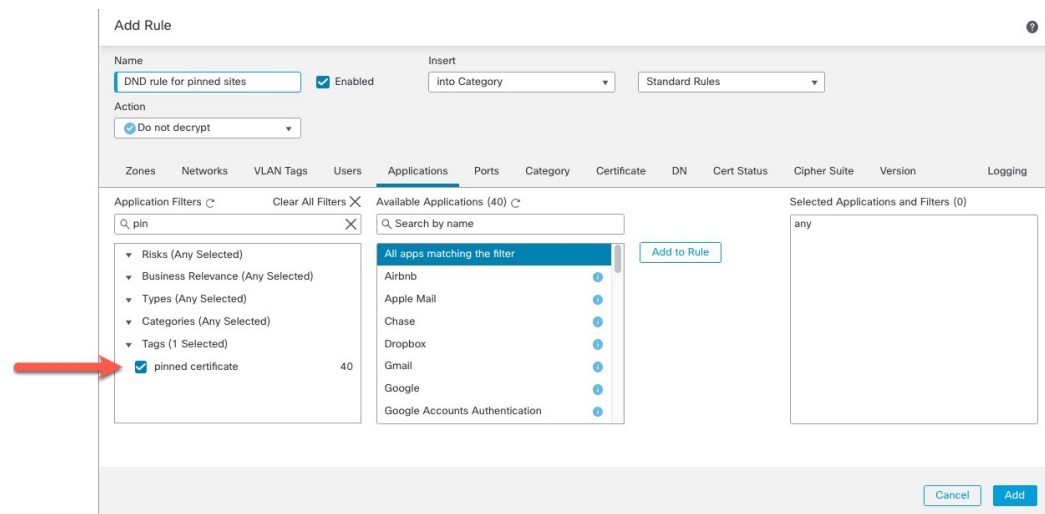 Add Rule
Name
Insert
DND rule for pinned sites
Enabled
into Category
Standard Rules
Action
Do not decrypt
Zones Networks VLAN Tags Users Applications Ports Category Certificate DN Cert Status Cipher Suite Version Logging
Application Filters
Clear All Filters
Available Applications (40)
Selected Applications and Filters (0)
pin
Search by name
any
Risks (Any Selected)
Business Relevance (Any Selected)
Types (Any Selected)
Categories (Any Selected)
Tags (1 Selected)
pinned certificate 40
All apps matching the filter
Airbnb
Apple Mail
Chase
Dropbox
Gmail
Google
Google Accounts Authentication
Add to Rule
Cancel
Add